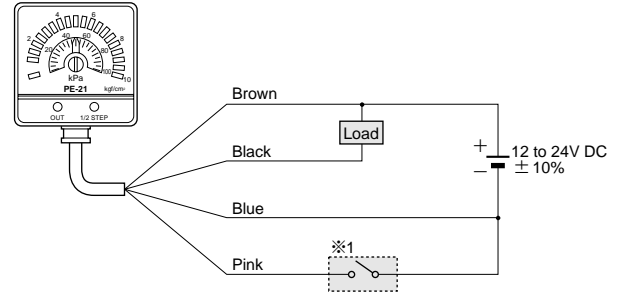 4 6
2 8
40 60
20 80
100 10
kPa
PE-21 kgf/cm²
OUT 1/2 STEP
Brown
Load
Black
+ 12 to 24V DC
− ± 10%
Blue
※1
Pink